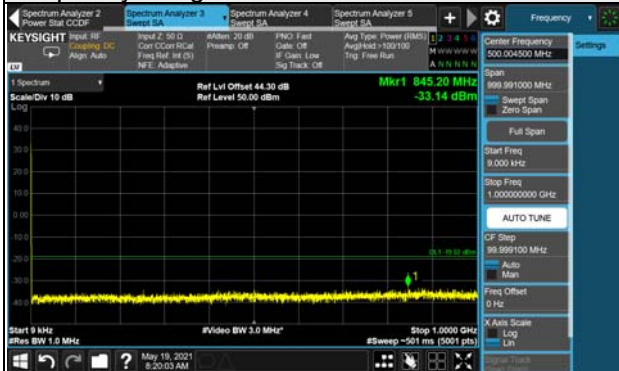 Spectrum Analyzer 2
Power Stat CCDF
Spectrum Analyzer 3
Swept SA
Spectrum Analyzer 4
Swept SA
Spectrum Analyzer 5
Swept SA
Frequency
KEYSIGHT
Input: RF
Coupling: DC
Align: Auto
Input Z: 50 Ω
Corr CCorr RCal
Freq Ref: Int (S)
NFE: Adaptive
#Atten: 20 dB
Preamp: Off
PNO: Fast
Gate: Off
IF Gain: Low
Sig Track: Off
Avg Type: Power (RMS)
Avg|Hold:>100/100
Trig: Free Run
1 2 3 4 5 6
M W W W W W
A N N N N N
LXI
1 Spectrum
Scale/Div 10 dB
Log
Ref Lvl Offset 44.30 dB
Ref Level 50.00 dBm
Mkr1 845.20 MHz
-33.14 dBm
40.0
30.0
20.0
10.0
0.00
-10.0
-20.0
-30.0
-40.0
DL1 -19.02 dBm
1
Start 9 kHz
#Res BW 1.0 MHz
#Video BW 3.0 MHz*
Stop 1.0000 GHz
#Sweep ~501 ms (5001 pts)
May 19, 2021
8:20:03 AM
Settings
Center Frequency
500.004500 MHz
Span
999.991000 MHz
Swept Span
Zero Span
Full Span
Start Freq
9.000 kHz
Stop Freq
1.000000000 GHz
AUTO TUNE
CF Step
99.999100 MHz
Auto
Man
Freq Offset
0 Hz
X Axis Scale
Log
Lin
Signal Track